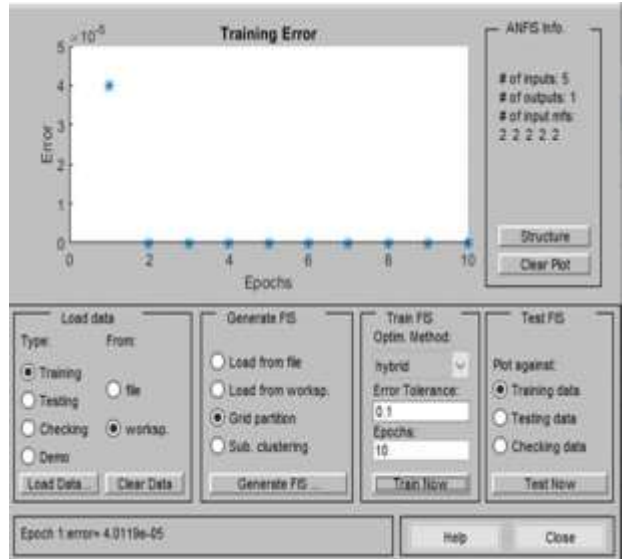 Training Error
×10⁻⁵
5
4
3
2
1
0
Error
0 2 4 6 8 10
Epochs
ANFIS Info.
# of inputs: 5
# of outputs: 1
# of input mfs:
2 2 2 2 2
Structure
Clear Plot
Load data
Type: From:
Training
Testing
Checking
Demo
file
worksp.
Load Data... Clear Data
Generate FIS
Load from file
Load from worksp.
Grid partition
Sub. clustering
Generate FIS ...
Train FIS
Optim. Method:
hybrid
Error Tolerance:
0.1
Epochs:
10
Train Now
Test FIS
Plot against:
Training data
Testing data
Checking data
Test Now
Epoch 1:error= 4.0119e-05
Help
Close